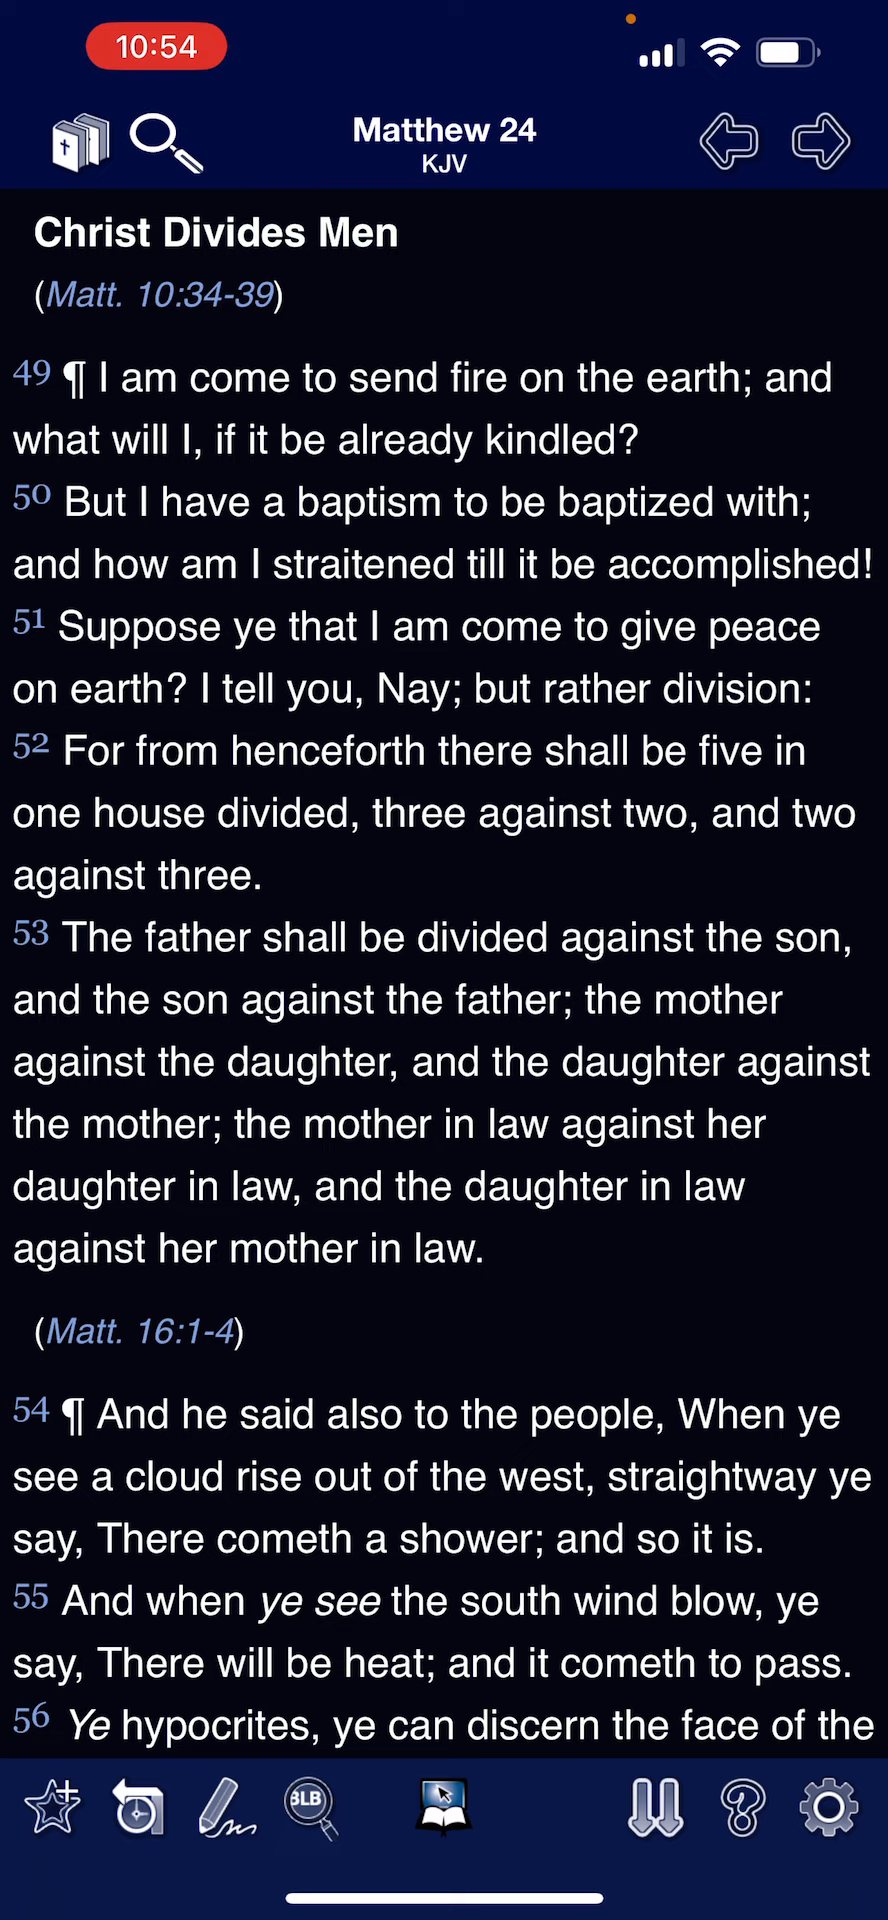 10:54
Matthew 24
KJV
Christ Divides Men
(Matt. 10:34-39)
49 ¶ I am come to send fire on the earth; and
what will I, if it be already kindled?
50 But I have a baptism to be baptized with;
and how am I straitened till it be accomplished!
51 Suppose ye that I am come to give peace
on earth? I tell you, Nay; but rather division:
52 For from henceforth there shall be five in
one house divided, three against two, and two
against three.
53 The father shall be divided against the son,
and the son against the father; the mother
against the daughter, and the daughter against
the mother; the mother in law against her
daughter in law, and the daughter in law
against her mother in law.
(Matt. 16:1-4)
54 ¶ And he said also to the people, When ye
see a cloud rise out of the west, straightway ye
say, There cometh a shower; and so it is.
55 And when ye see the south wind blow, ye
say, There will be heat; and it cometh to pass.
56 Ye hypocrites, ye can discern the face of the
BLB